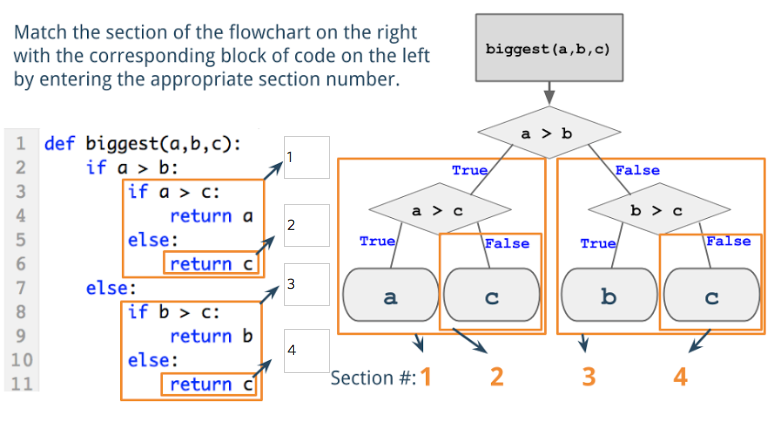 Match the section of the flowchart on the right
with the corresponding block of code on the left
by entering the appropriate section number.
biggest(a,b,c)
a > b
True
False
a > c
b > c
True
False
True
False
a
c
b
c
1 def biggest(a,b,c):
2 if a > b:
3 if a > c:
4 return a
5 else:
6 return c
7 else:
8 if b > c:
9 return b
10 else:
11 return c
1
2
3
4
Section #: 1 2 3 4